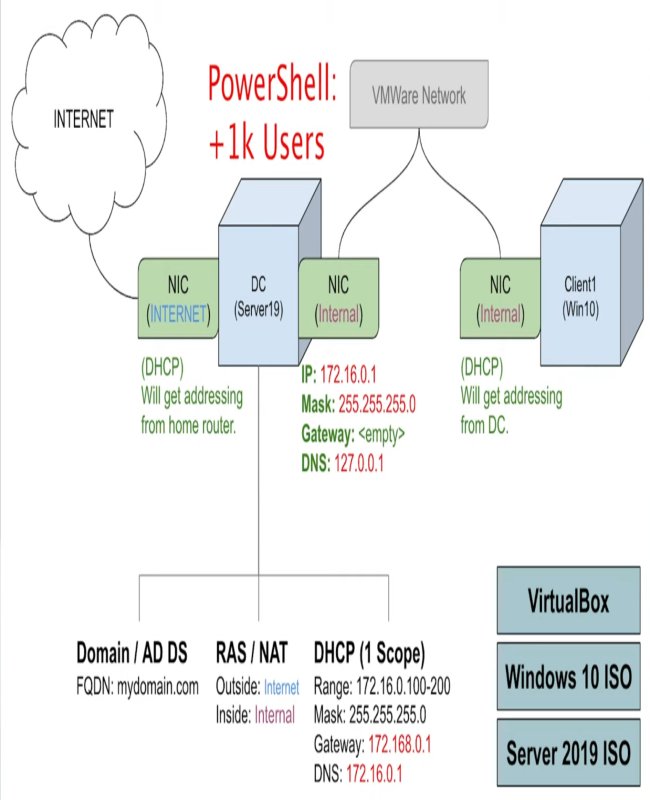 INTERNET
PowerShell:
+1k Users
VMWare Network
NIC
(INTERNET)
DC
(Server19)
NIC
(Internal)
NIC
(Internal)
Client1
(Win10)
(DHCP)
Will get addressing
from home router.
IP: 172.16.0.1
Mask: 255.255.255.0
Gateway: <empty>
DNS: 127.0.0.1
(DHCP)
Will get addressing
from DC.
Domain / AD DS
FQDN: mydomain.com
RAS / NAT
Outside: Internet
Inside: Internal
DHCP (1 Scope)
Range: 172.16.0.100-200
Mask: 255.255.255.0
Gateway: 172.168.0.1
DNS: 172.16.0.1
VirtualBox
Windows 10 ISO
Server 2019 ISO